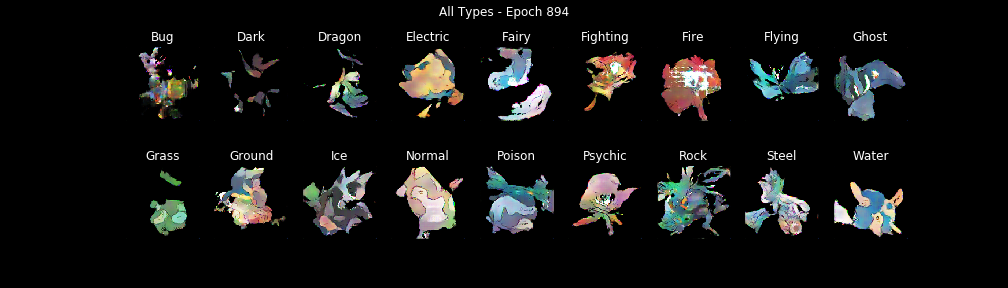 All Types - Epoch 894
Bug Dark Dragon Electric Fairy Fighting Fire Flying Ghost
Grass Ground Ice Normal Poison Psychic Rock Steel Water